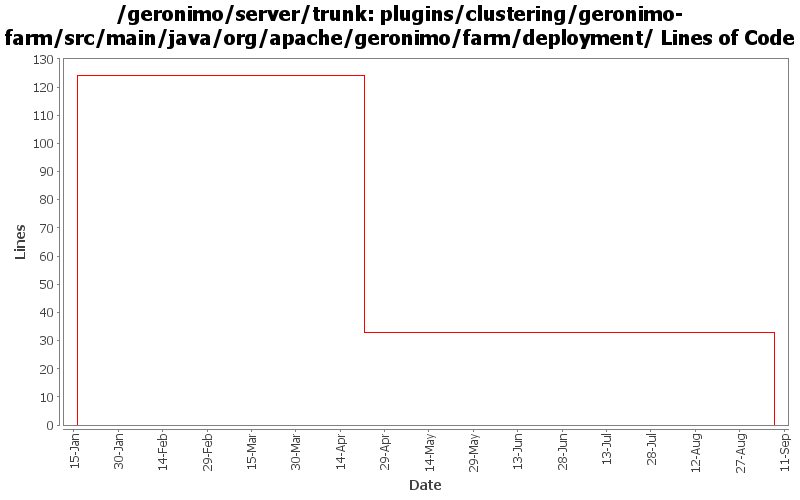 /geronimo/server/trunk: plugins/clustering/geronimo-
farm/src/main/java/org/apache/geronimo/farm/deployment/ Lines of Code
130
120
110
100
90
80
70
60
50
40
30
20
10
0
Lines
15-Jan
30-Jan
14-Feb
29-Feb
15-Mar
30-Mar
14-Apr
29-Apr
14-May
29-May
13-Jun
28-Jun
13-Jul
28-Jul
12-Aug
27-Aug
11-Sep
Date